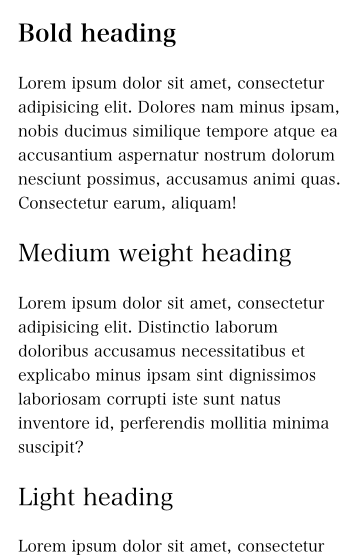 Bold heading
Lorem ipsum dolor sit amet, consectetur
adipisicing elit. Dolores nam minus ipsam,
nobis ducimus similique tempore atque ea
accusantium aspernatur nostrum dolorum
nesciunt possimus, accusamus animi quas.
Consectetur earum, aliquam!
Medium weight heading
Lorem ipsum dolor sit amet, consectetur
adipisicing elit. Distinctio laborum
doloribus accusamus necessitatibus et
explicabo minus ipsam sint dignissimos
laboriosam corrupti iste sunt natus
inventore id, perferendis mollitia minima
suscipit?
Light heading
Lorem ipsum dolor sit amet, consectetur